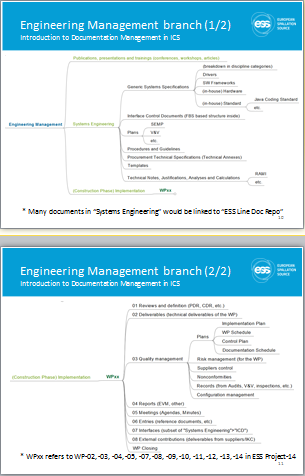 Engineering Management branch (1/2)
Introduction to Documentation Management in ICS
ess
EUROPEAN
SPALLATION
SOURCE
Publications, presentations and trainings (conferences, workshops, articles)
(breakdown in discipline categories)
Drivers
Generic Systems Specifications
SW Frameworks
(in-house) Hardware
(in-house) Standard
Java Coding Standard
etc.
Engineering Management
Systems Engineering
Interface Control Documents (FBS based structure inside)
SEMP
Plans
V&V
etc.
Procedures and Guidelines
Procurement Technical Specifications (Technical Annexes)
Templates
Technical Notes, Justifications, Analyses and Calculations
RAMI
etc
(Construction Phase) Implementation
WPxx
* Many documents in "Systems Engineering" would be linked to "ESS Line Doc Repo"
Engineering Management branch (2/2)
Introduction to Documentation Management in ICS
ess
EUROPEAN
SPALLATION
SOURCE
01 Reviews and definition (PDR, CDR, etc.)
02 Deliverables (technical deliverables of the WP)
Implementation Plan
Plans
WP Schedule
Control Plan
Documentation Schedule
03 Quality management
Risk management (for the WP)
Suppliers control
Nonconformities
Records (from Audits, V&V, inspections, etc.)
Configuration management
(Construction Phase) Implementation
WPxx
04 Reports (EVM, other)
05 Meetings (Agendas, Minutes)
06 Entries (reference documents, etc)
07 Interfaces (subset of "Systems Engineering">"ICD")
08 External contributions (deliverables from suppliers/IKC)
WP Closing
* WPxx refers to WP-02, -03, -04, -05, -07, -08, -09, -10, -11, -12, -13, -14 in ESS Project-14
11